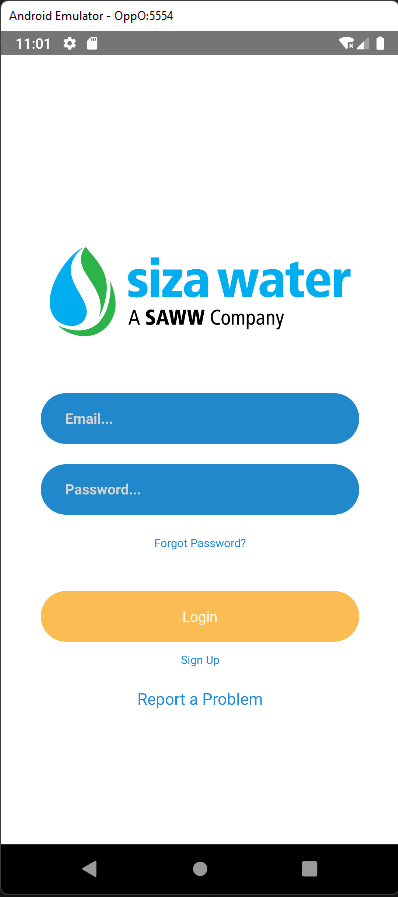 Android Emulator - OppO:5554
11:01
siza water
A SAWW Company
Email...
Password...
Forgot Password?
Login
Sign Up
Report a Problem